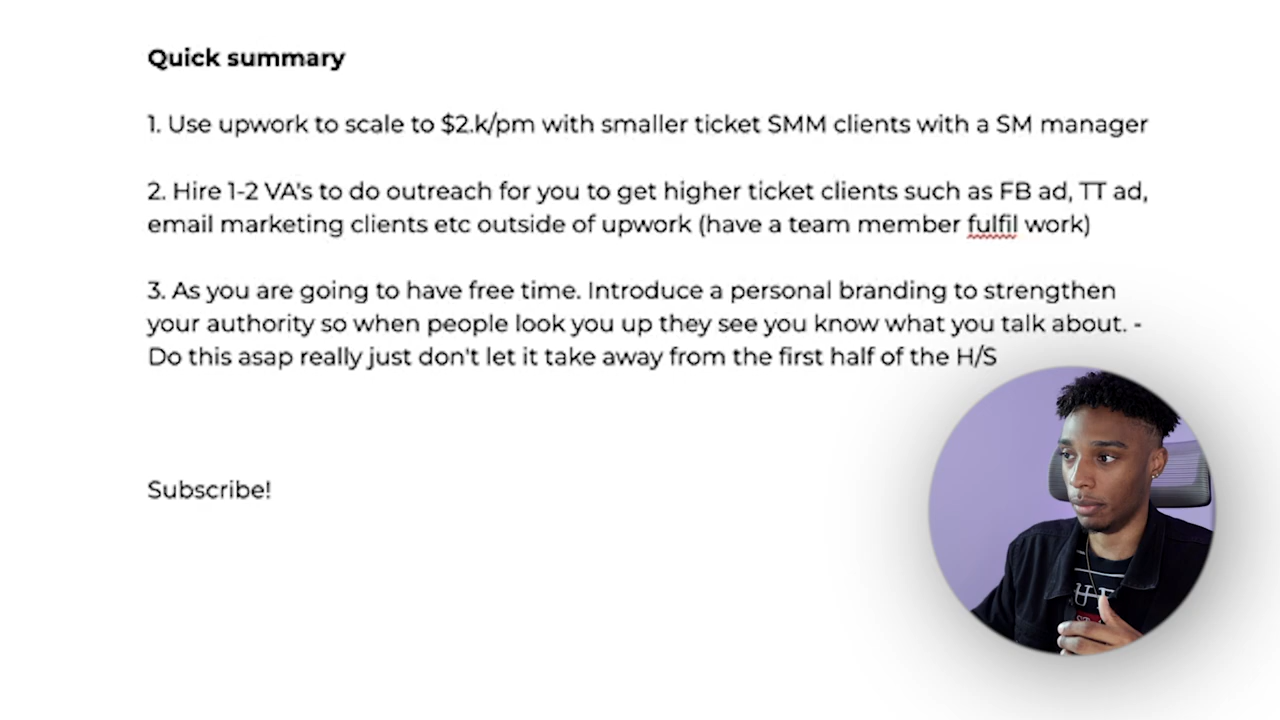 Quick summary
1. Use upwork to scale to $2.k/pm with smaller ticket SMM clients with a SM manager
2. Hire 1-2 VA's to do outreach for you to get higher ticket clients such as FB ad, TT ad,
email marketing clients etc outside of upwork (have a team member fulfil work)
3. As you are going to have free time. Introduce a personal branding to strengthen
your authority so when people look you up they see you know what you talk about. -
Do this asap really just don't let it take away from the first half of the H/S
Subscribe!